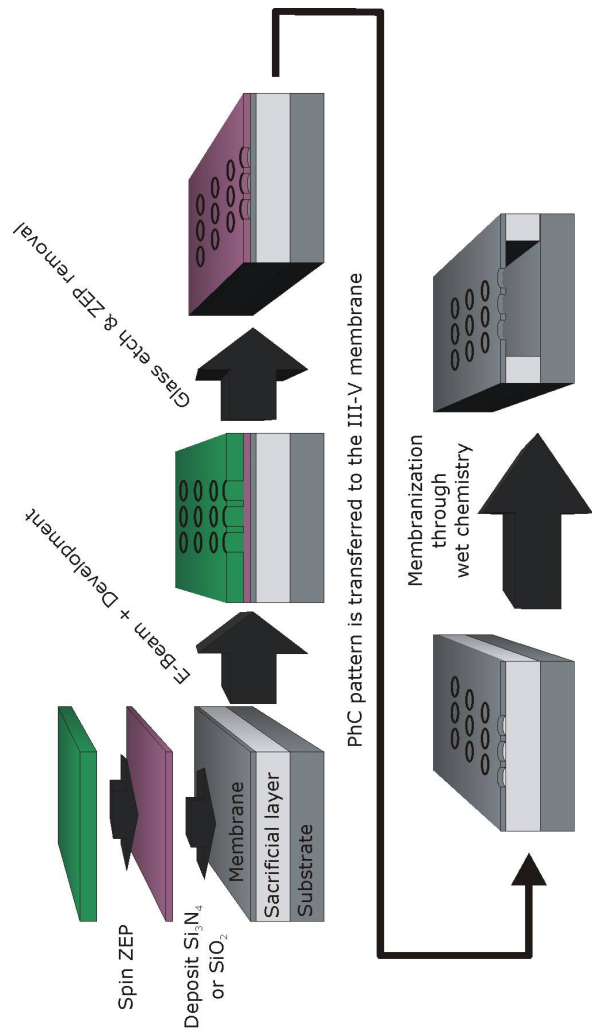 Spin ZEP
Deposit Si₃N₄
or SiO₂
Membrane
Sacrificial layer
Substrate
E-Beam + Development
Glass etch & ZEP removal
PhC pattern is transferred to the III-V membrane
Membranization
through
wet chemistry